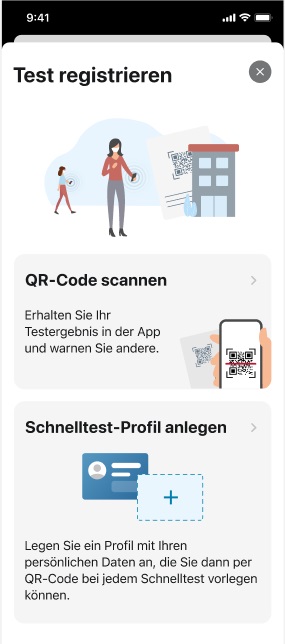 9:41
Test registrieren
QR-Code scannen
Erhalten Sie Ihr
Testergebnis in der App
und warnen Sie andere.
Schnelltest-Profil anlegen
Legen Sie ein Profil mit Ihren
persönlichen Daten an, die Sie dann per
QR-Code bei jedem Schnelltest vorlegen
können.